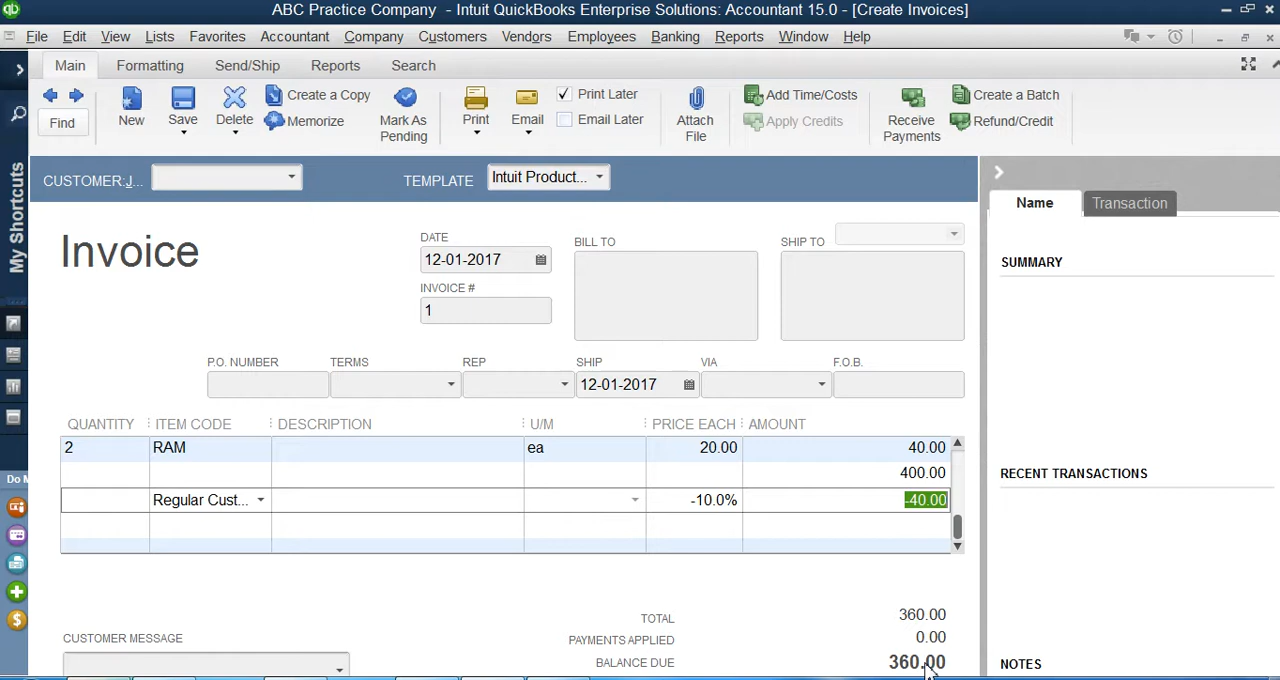 ABC Practice Company - Intuit QuickBooks Enterprise Solutions: Accountant 15.0 - [Create Invoices]
File Edit View Lists Favorites Accountant Company Customers Vendors Employees Banking Reports Window Help
Main Formatting Send/Ship Reports Search
Find
New
Save
Delete
Create a Copy
Memorize
Mark As
Pending
Print
Email
Print Later
Email Later
Attach
File
Add Time/Costs
Apply Credits
Receive
Payments
Create a Batch
Refund/Credit
My Shortcuts
Do M
CUSTOMER:J... TEMPLATE Intuit Product...
Name Transaction
Invoice
DATE
12-01-2017
INVOICE #
1
BILL TO
SHIP TO
SUMMARY
P.O. NUMBER TERMS REP SHIP VIA F.O.B.
12-01-2017
QUANTITY ITEM CODE DESCRIPTION U/M PRICE EACH AMOUNT
2 RAM ea 20.00 40.00
400.00
Regular Cust... -10.0% -40.00
RECENT TRANSACTIONS
TOTAL 360.00
PAYMENTS APPLIED 0.00
BALANCE DUE 360.00
CUSTOMER MESSAGE
NOTES